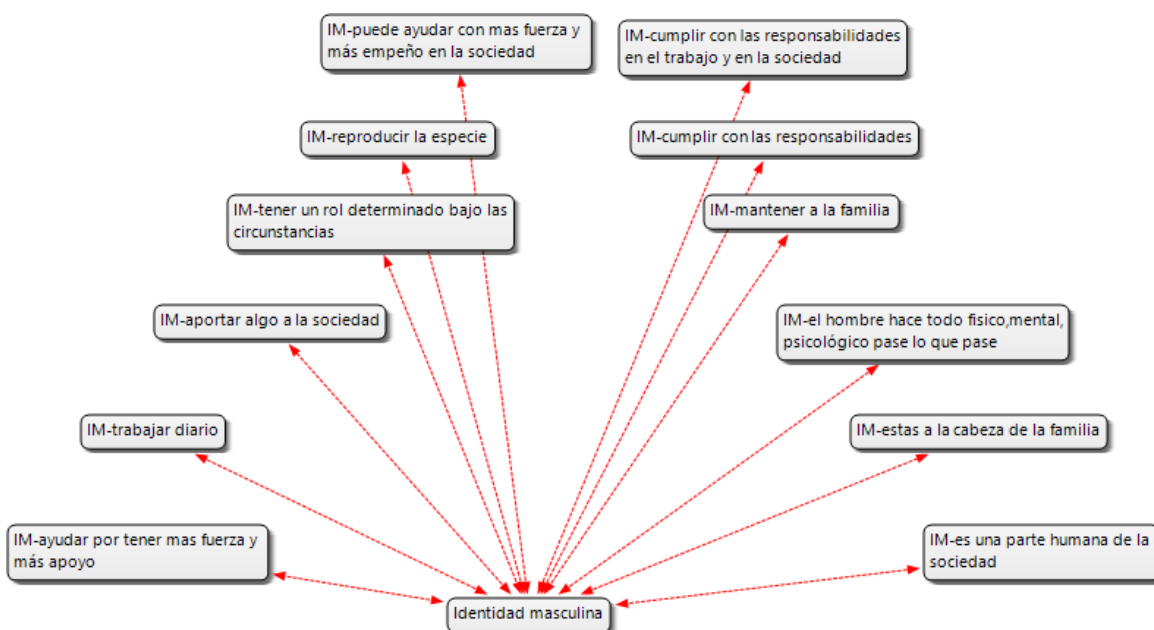 IM-puede ayudar con mas fuerza y
más empeño en la sociedad
IM-cumplir con las responsabilidades
en el trabajo y en la sociedad
IM-reproducir la especie
IM-cumplir con las responsabilidades
IM-tener un rol determinado bajo las
circunstancias
IM-mantener a la familia
IM-aportar algo a la sociedad
IM-el hombre hace todo fisico,mental,
psicológico pase lo que pase
IM-trabajar diario
IM-estas a la cabeza de la familia
IM-ayudar por tener mas fuerza y
más apoyo
IM-es una parte humana de la
sociedad
Identidad masculina